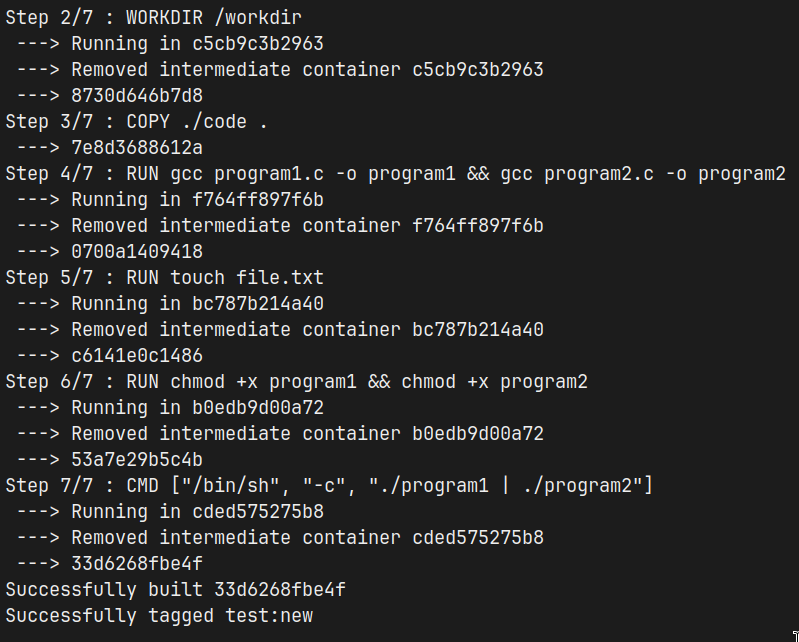 Step 2/7 : WORKDIR /workdir
 ---> Running in c5cb9c3b2963
 ---> Removed intermediate container c5cb9c3b2963
 ---> 8730d646b7d8
Step 3/7 : COPY ./code .
 ---> 7e8d3688612a
Step 4/7 : RUN gcc program1.c -o program1 && gcc program2.c -o program2
 ---> Running in f764ff897f6b
 ---> Removed intermediate container f764ff897f6b
 ---> 0700a1409418
Step 5/7 : RUN touch file.txt
 ---> Running in bc787b214a40
 ---> Removed intermediate container bc787b214a40
 ---> c6141e0c1486
Step 6/7 : RUN chmod +x program1 && chmod +x program2
 ---> Running in b0edb9d00a72
 ---> Removed intermediate container b0edb9d00a72
 ---> 53a7e29b5c4b
Step 7/7 : CMD ["/bin/sh", "-c", "./program1 | ./program2"]
 ---> Running in cded575275b8
 ---> Removed intermediate container cded575275b8
 ---> 33d6268fbe4f
Successfully built 33d6268fbe4f
Successfully tagged test:new